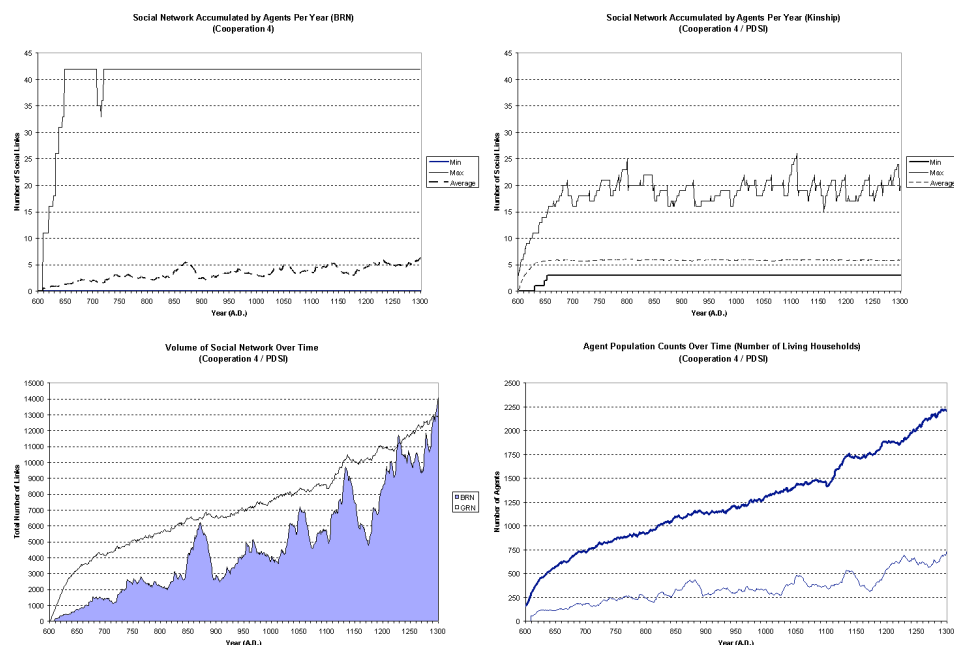 Social Network Accumulated by Agents Per Year (BRN)
(Cooperation 4)
45
40
35
30
25
20
15
10
5
0
Number of Social Links
600 650 700 750 800 850 900 950 1000 1050 1100 1150 1200 1250 1300
Year (A.D.)
Min
Max
Average
Social Network Accumulated by Agents Per Year (Kinship)
(Cooperation 4 / PDSI)
45
40
35
30
25
20
15
10
5
0
Number of Social Links
600 650 700 750 800 850 900 950 1000 1050 1100 1150 1200 1250 1300
Year (A.D.)
Min
Max
Average
Volume of Social Network Over Time
(Cooperation 4 / PDSI)
15000
14000
13000
12000
11000
10000
9000
8000
7000
6000
5000
4000
3000
2000
1000
0
Total Number of Links
600 650 700 750 800 850 900 950 1000 1050 1100 1150 1200 1250 1300
Year (A.D.)
BRN
GRN
Agent Population Counts Over Time (Number of Living Households)
(Cooperation 4 / PDSI)
2500
2250
2000
1750
1500
1250
1000
750
500
250
0
Number of Agents
600 650 700 750 800 850 900 950 1000 1050 1100 1150 1200 1250 1300
Year (A.D.)